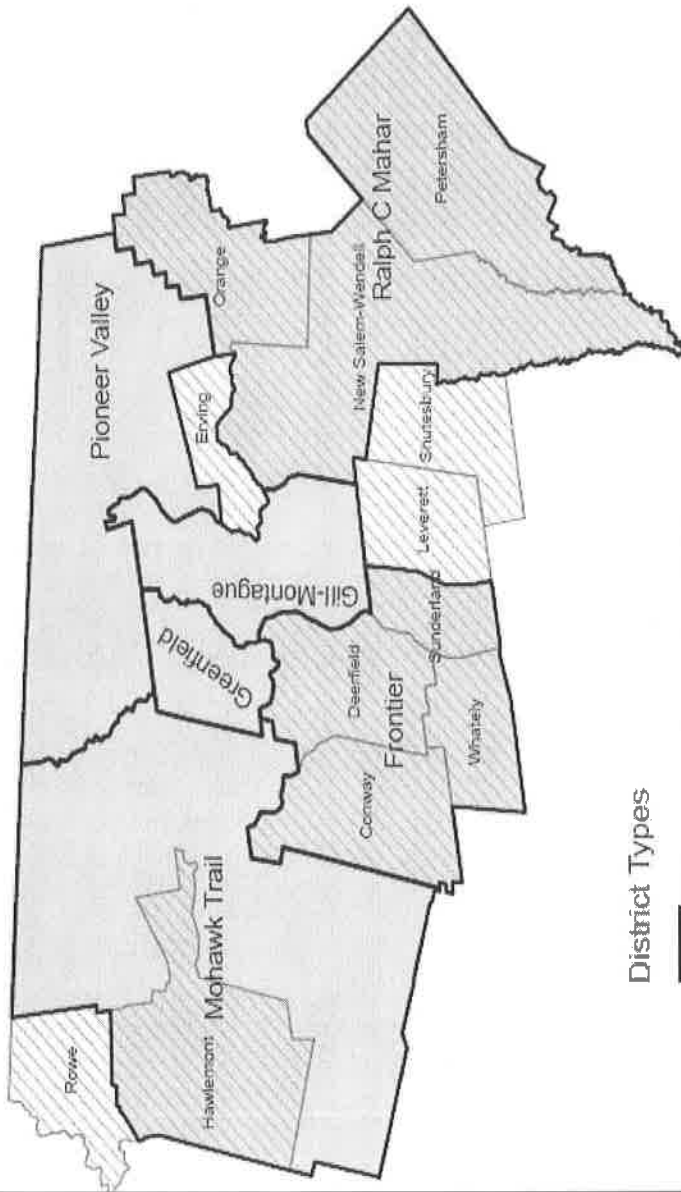 Rowe
Hawlemont
Mohawk Trail
Pioneer Valley
Greenfield
Gill-Montague
Erving
Orange
New Salem-Wendell
Ralph C Mahar
Petersham
Conway
Deerfield
Frontier
Whately
Sunderland
Leverett
Shutesbury
District Types